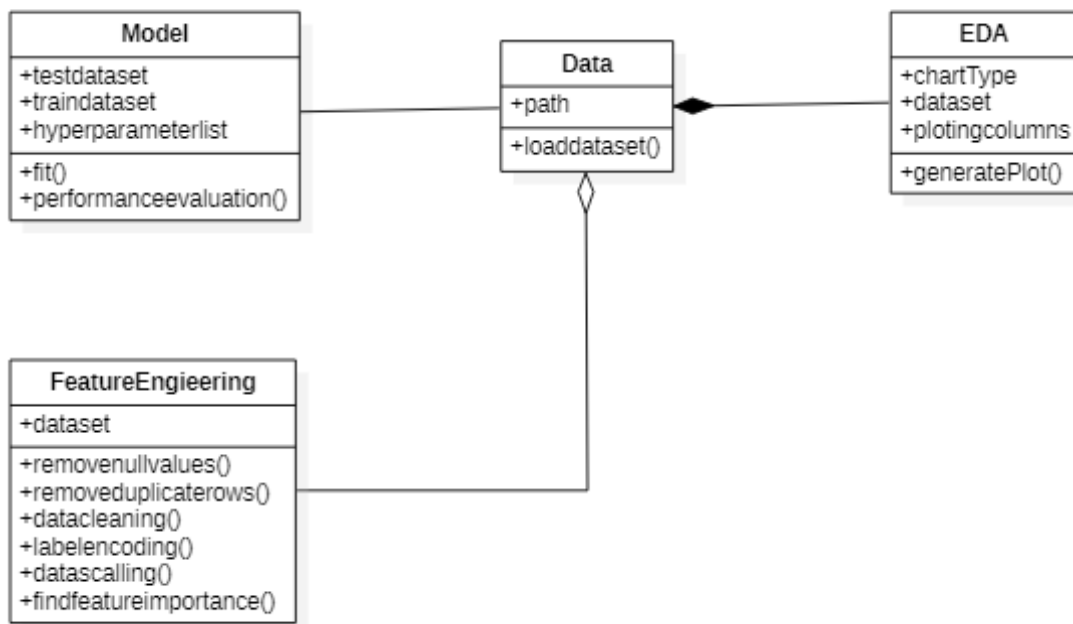 Model
+testdataset
+traindataset
+hyperparameterlist
+fit()
+performanceevaluation()
Data
+path
+loaddataset()
EDA
+chartType
+dataset
+plotingcolumns
+generatePlot()
FeatureEngieering
+dataset
+removenullvalues()
+removeduplicaterows()
+datacleaning()
+labelencoding()
+datascalling()
+findfeatureimportance()